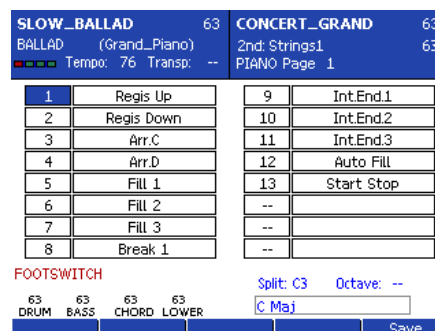 SLOW_BALLAD 63
BALLAD (Grand_Piano)
Tempo: 76 Transp: --
CONCERT_GRAND 63
2nd: Strings1 63
PIANO Page 1
1 Regis Up
2 Regis Down
3 Arr.C
4 Arr.D
5 Fill 1
6 Fill 2
7 Fill 3
8 Break 1
9 Int.End.1
10 Int.End.2
11 Int.End.3
12 Auto Fill
13 Start Stop
--
--
--
FOOTSWITCH
Split: C3 Octave: --
C Maj
63 63 63 63
DRUM BASS CHORD LOWER
Save